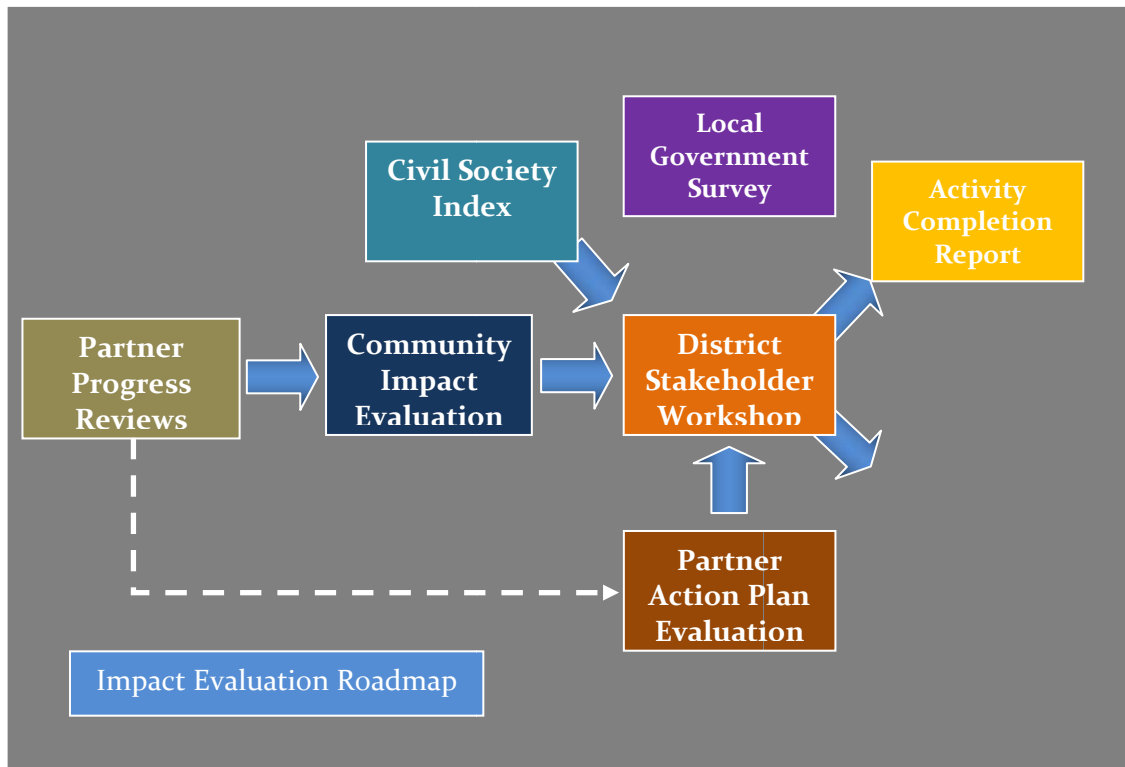 Local
Government
Survey
Civil Society
Index
Activity
Completion
Report
Partner
Progress
Reviews
Community
Impact
Evaluation
District
Stakeholder
Workshop
Partner
Action Plan
Evaluation
Impact Evaluation Roadmap